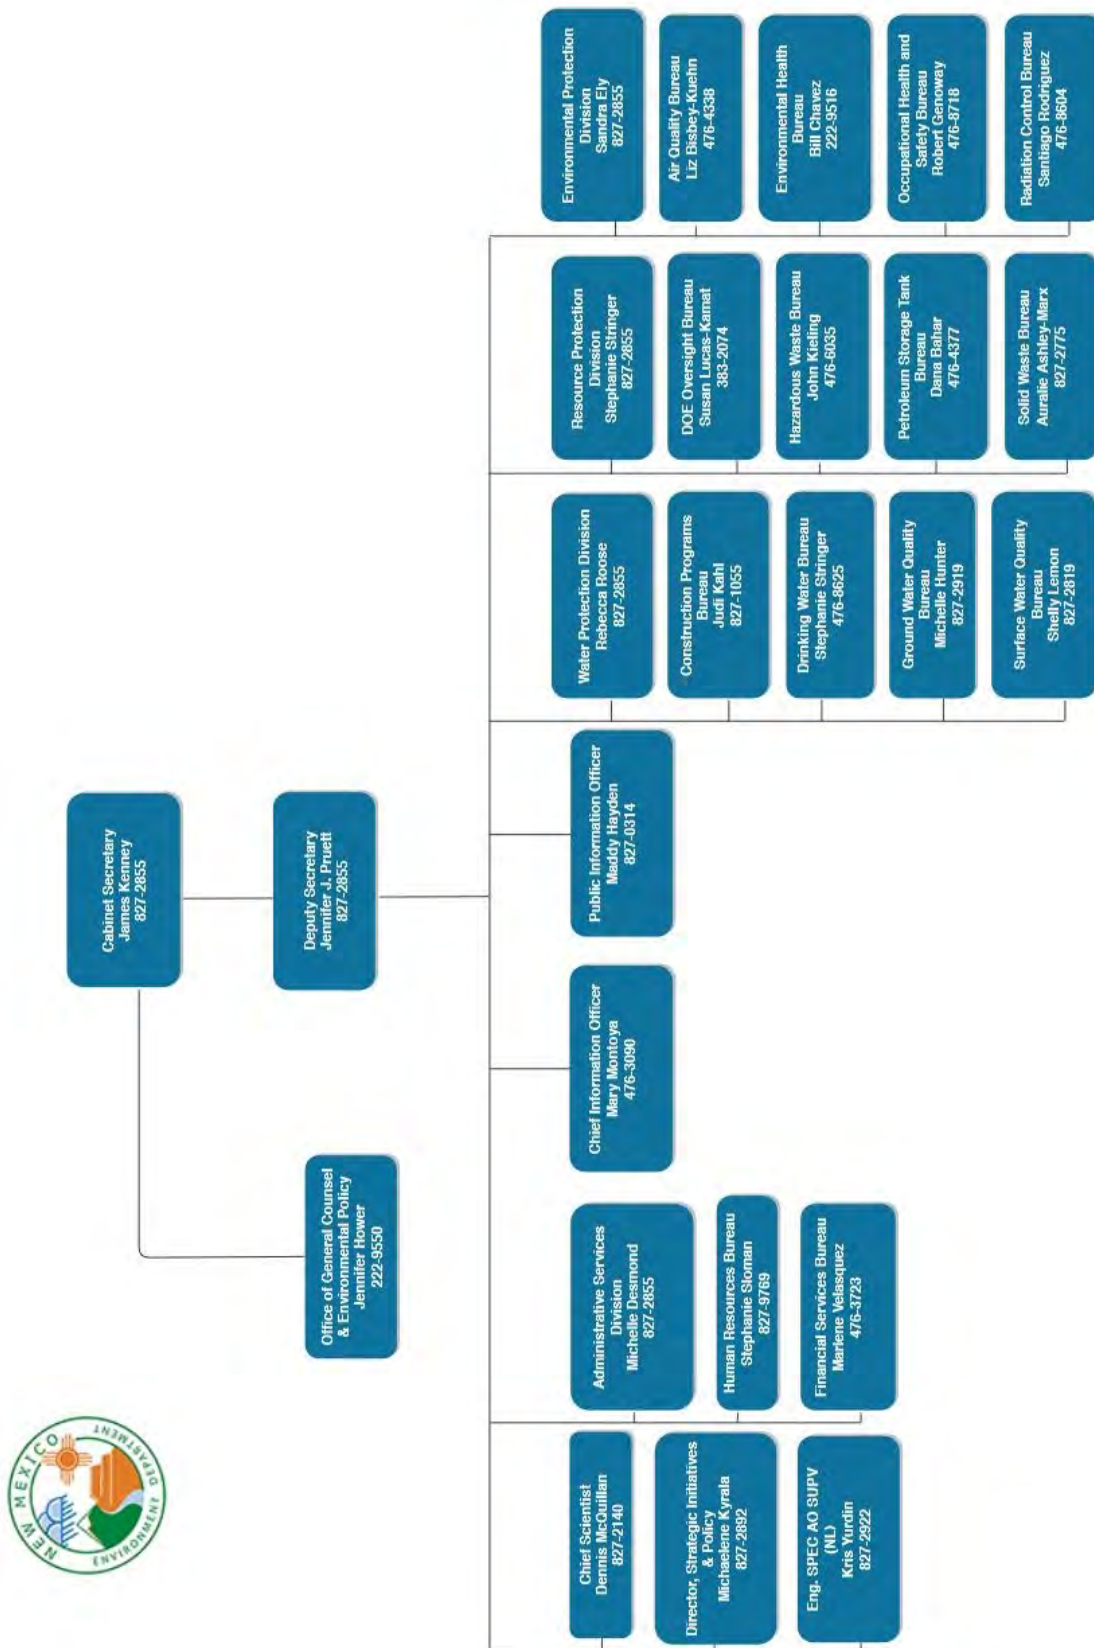 NEW MEXICO
ENVIRONMENT DEPARTMENT
Cabinet Secretary
James Kenney
827-2855
Office of General Counsel
& Environmental Policy
Jennifer Hower
222-9550
Deputy Secretary
Jennifer J. Pruett
827-2855
Chief Scientist
Dennis McQuillan
827-2140
Director, Strategic Initiatives
& Policy
Michaelene Kyrala
827-2892
Eng. SPEC AO SUPV
(NL)
Kris Yurdin
827-2922
Administrative Services
Division
Michelle Desmond
827-2855
Human Resources Bureau
Stephanie Sloman
827-9769
Financial Services Bureau
Marlene Velasquez
476-3723
Chief Information Officer
Mary Montoya
476-3090
Public Information Officer
Maddy Hayden
827-0314
Water Protection Division
Rebecca Roose
827-2855
Construction Programs
Bureau
Judi Kahl
827-1055
Drinking Water Bureau
Stephanie Stringer
476-8625
Ground Water Quality
Bureau
Michelle Hunter
827-2919
Surface Water Quality
Bureau
Shelly Lemon
827-2819
Resource Protection
Division
Stephanie Stringer
827-2855
DOE Oversight Bureau
Susan Lucas-Kamat
383-2074
Hazardous Waste Bureau
John Kieling
476-6035
Petroleum Storage Tank
Bureau
Dana Bahar
476-4377
Solid Waste Bureau
Auralie Ashley-Marx
827-2775
Environmental Protection
Division
Sandra Ely
827-2855
Air Quality Bureau
Liz Bisbey-Kuehn
476-4338
Environmental Health
Bureau
Bill Chavez
222-9516
Occupational Health and
Safety Bureau
Robert Genoway
476-8718
Radiation Control Bureau
Santiago Rodriguez
476-8604